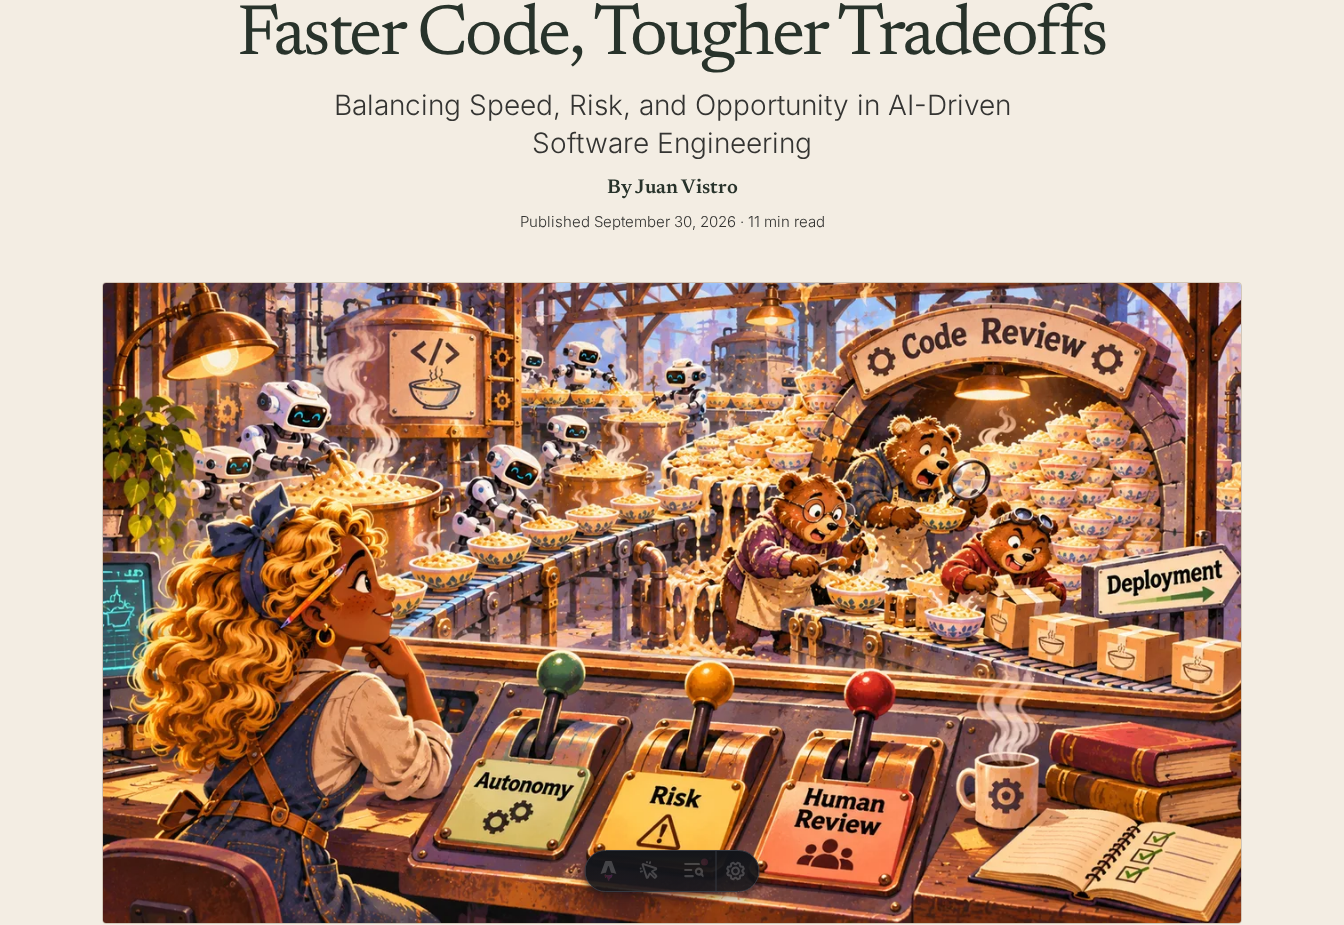 Faster Code, Tougher Tradeoffs
Balancing Speed, Risk, and Opportunity in AI-Driven
Software Engineering
By Juan Vistro
Published September 30, 2026 · 11 min read
</>
Code Review
Deployment
Autonomy
Risk
!
Human
Review